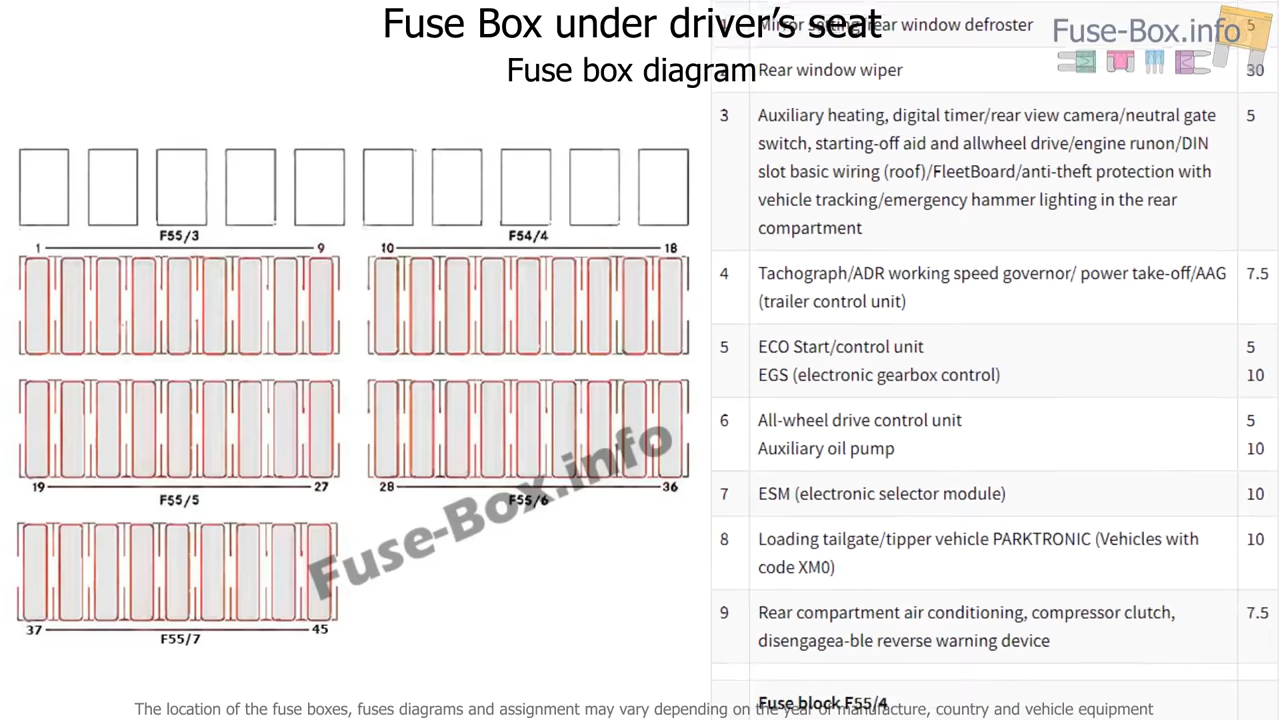 Fuse Box under driver's seat
Fuse box diagram
Fuse-Box.info
F55/3
F54/4
1
9
10
18
19
27
28
36
F55/5
F55/6
37
45
F55/7
Fuse-Box.info
1 Mirror setting/rear window defroster 5
Rear window wiper 30
3 Auxiliary heating, digital timer/rear view camera/neutral gate 5
switch, starting-off aid and allwheel drive/engine runon/DIN
slot basic wiring (roof)/FleetBoard/anti-theft protection with
vehicle tracking/emergency hammer lighting in the rear
compartment
4 Tachograph/ADR working speed governor/ power take-off/AAG 7.5
(trailer control unit)
5 ECO Start/control unit 5
EGS (electronic gearbox control) 10
6 All-wheel drive control unit 5
Auxiliary oil pump 10
7 ESM (electronic selector module) 10
8 Loading tailgate/tipper vehicle PARKTRONIC (Vehicles with 10
code XM0)
9 Rear compartment air conditioning, compressor clutch, 7.5
disengagea-ble reverse warning device
Fuse block F55/4
The location of the fuse boxes, fuses diagrams and assignment may vary depending on the year of manufacture, country and vehicle equipment